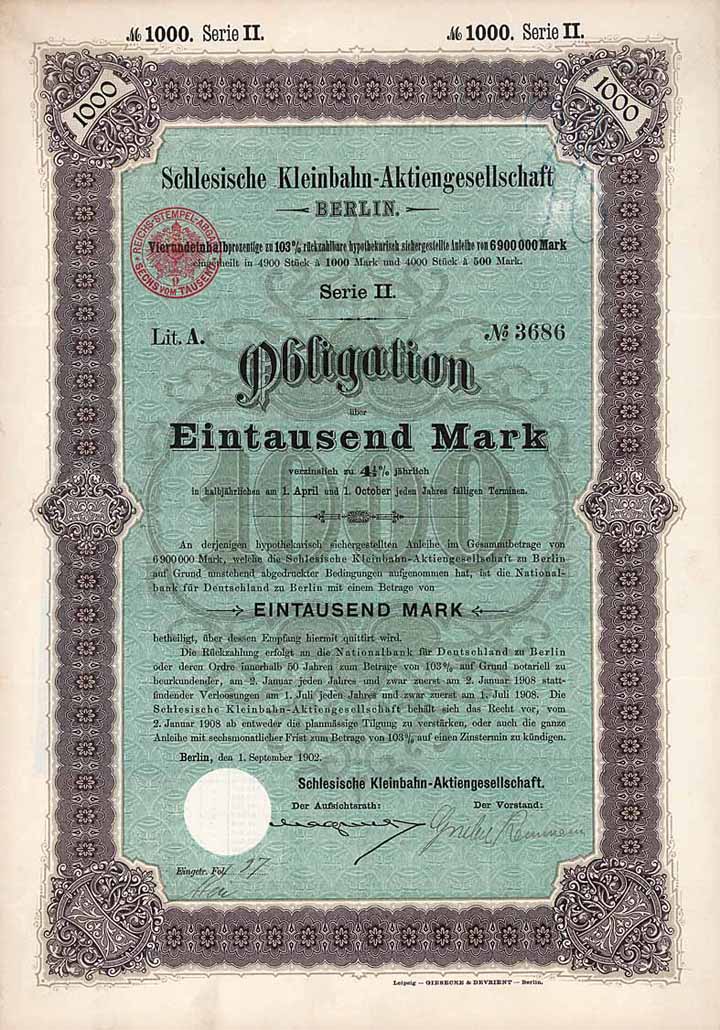 ℳ 1000. Serie II.
ℳ 1000. Serie II.
1000
1000
Schlesische Kleinbahn-Aktiengesellschaft
BERLIN.
REICHS-STEMPEL-ABGABE
SECHS VOM TAUSEND
Vierundeinhalbprozentige zu 103% rückzahlbare hypothekarisch sichergestellte Anleihe von 6900000 Mark
eingetheilt in 4900 Stück à 1000 Mark und 4000 Stück à 500 Mark.
Serie II.
Lit. A.
№ 3686
Obligation
über
Eintausend Mark
verzinslich zu 4½% jährlich
in halbjährlichen am 1. April und 1. October jeden Jahres fälligen Terminen.
1000
An derjenigen hypothekarisch sichergestellten Anleihe im Gesammtbetrage von
6900000 Mark, welche die Schlesische Kleinbahn-Aktiengesellschaft zu Berlin
auf Grund umstehend abgedruckter Bedingungen aufgenommen hat, ist die National-
bank für Deutschland zu Berlin mit einem Betrage von
EINTAUSEND MARK
betheiligt, über dessen Empfang hiermit quittirt wird.
Die Rückzahlung erfolgt an die Nationalbank für Deutschland zu Berlin
oder deren Ordre innerhalb 50 Jahren zum Betrage von 103% auf Grund notariell zu
beurkundender, am 2. Januar jeden Jahres und zwar zuerst am 2. Januar 1908 statt-
findender Verloosungen am 1. Juli jeden Jahres und zwar zuerst am 1. Juli 1908. Die
Schlesische Kleinbahn-Aktiengesellschaft behält sich das Recht vor, vom
2. Januar 1908 ab entweder die planmässige Tilgung zu verstärken, oder auch die ganze
Anleihe mit sechsmonatlicher Frist zum Betrage von 103% auf einen Zinstermin zu kündigen.
Berlin, den 1. September 1902.
Schlesische Kleinbahn-Aktiengesellschaft.
Der Aufsichtsrath:
Der Vorstand:
Eingetr. Fol. 27
Leipzig — GIESECKE & DEVRIENT — Berlin.